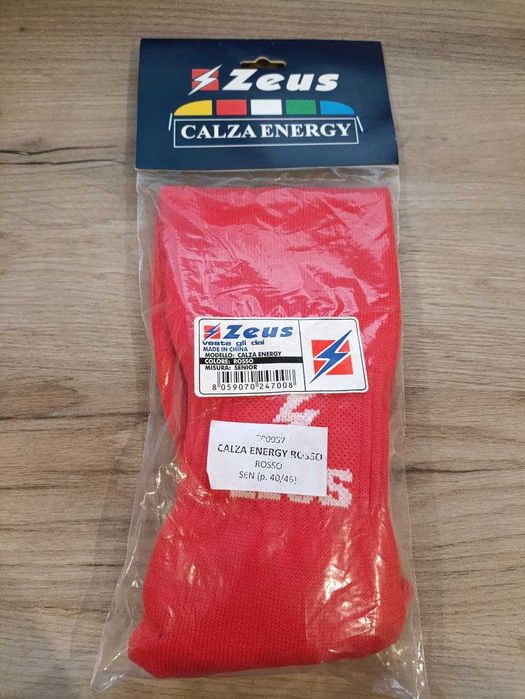 Zeus
CALZA ENERGY
Zeus
veste gli dei
MADE IN CHINA
MODELLO: CALZA ENERGY
COLORE: ROSSO
MISURA: SENIOR
8 059070 247008
CALZA ENERGY ROSSO
ROSSO
SEN (p. 40/46)